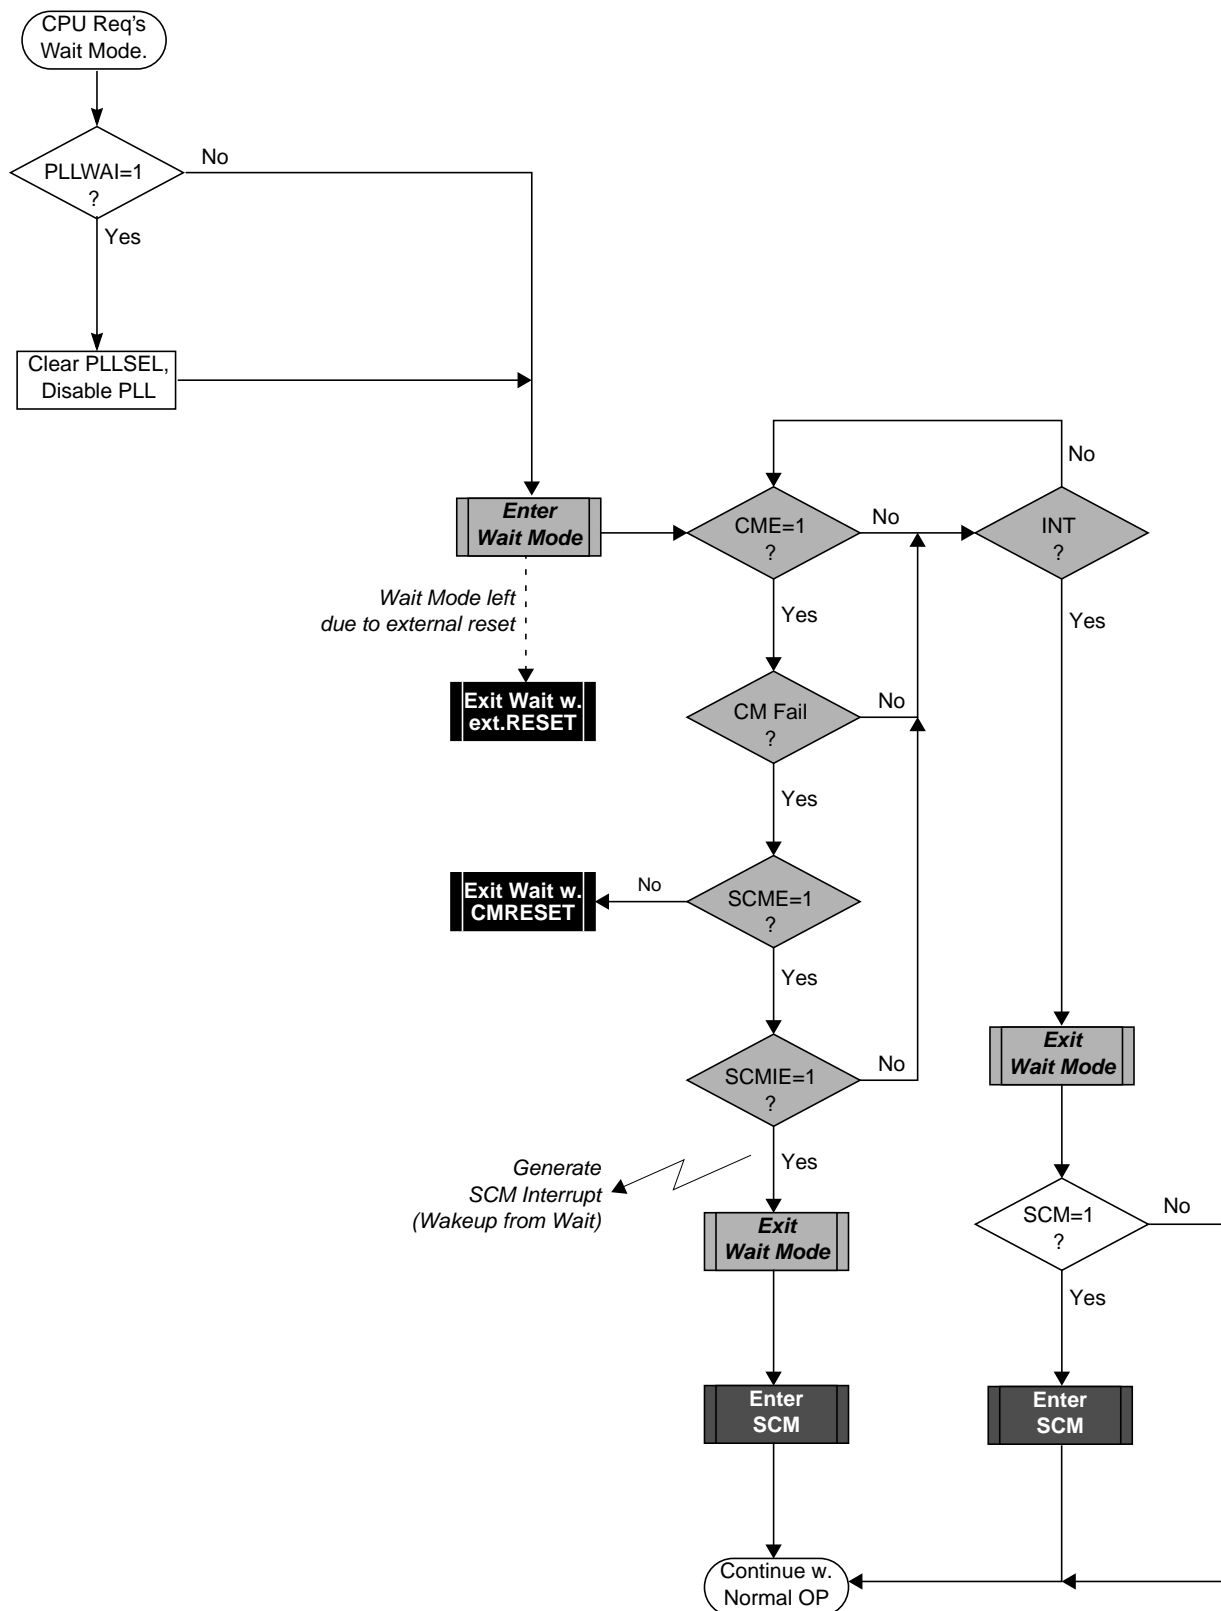 CPU Req's
Wait Mode.
PLLWAI=1
?
No
Yes
Clear PLLSEL,
Disable PLL
Enter
Wait Mode
Wait Mode left
due to external reset
Exit Wait w.
ext.RESET
CME=1
?
No
Yes
INT
?
No
Yes
CM Fail
?
No
Yes
SCME=1
?
No
Yes
Exit Wait w.
CMRESET
SCMIE=1
?
No
Yes
Generate
SCM Interrupt
(Wakeup from Wait)
Exit
Wait Mode
Enter
SCM
Exit
Wait Mode
SCM=1
?
No
Yes
Enter
SCM
Continue w.
Normal OP